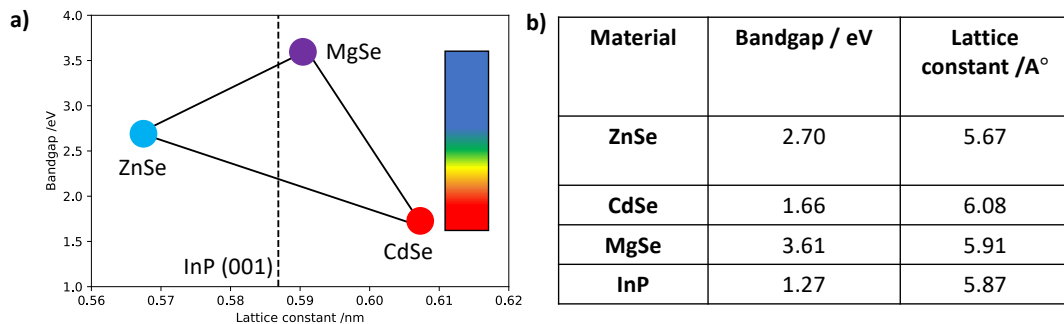 a)
4.0
3.5
3.0
2.5
2.0
1.5
1.0
Bandgap /eV
MgSe
ZnSe
CdSe
InP (001)
0.56 0.57 0.58 0.59 0.60 0.61 0.62
Lattice constant /nm
b)
Material Bandgap / eV Lattice
constant /A°
ZnSe 2.70 5.67
CdSe 1.66 6.08
MgSe 3.61 5.91
InP 1.27 5.87